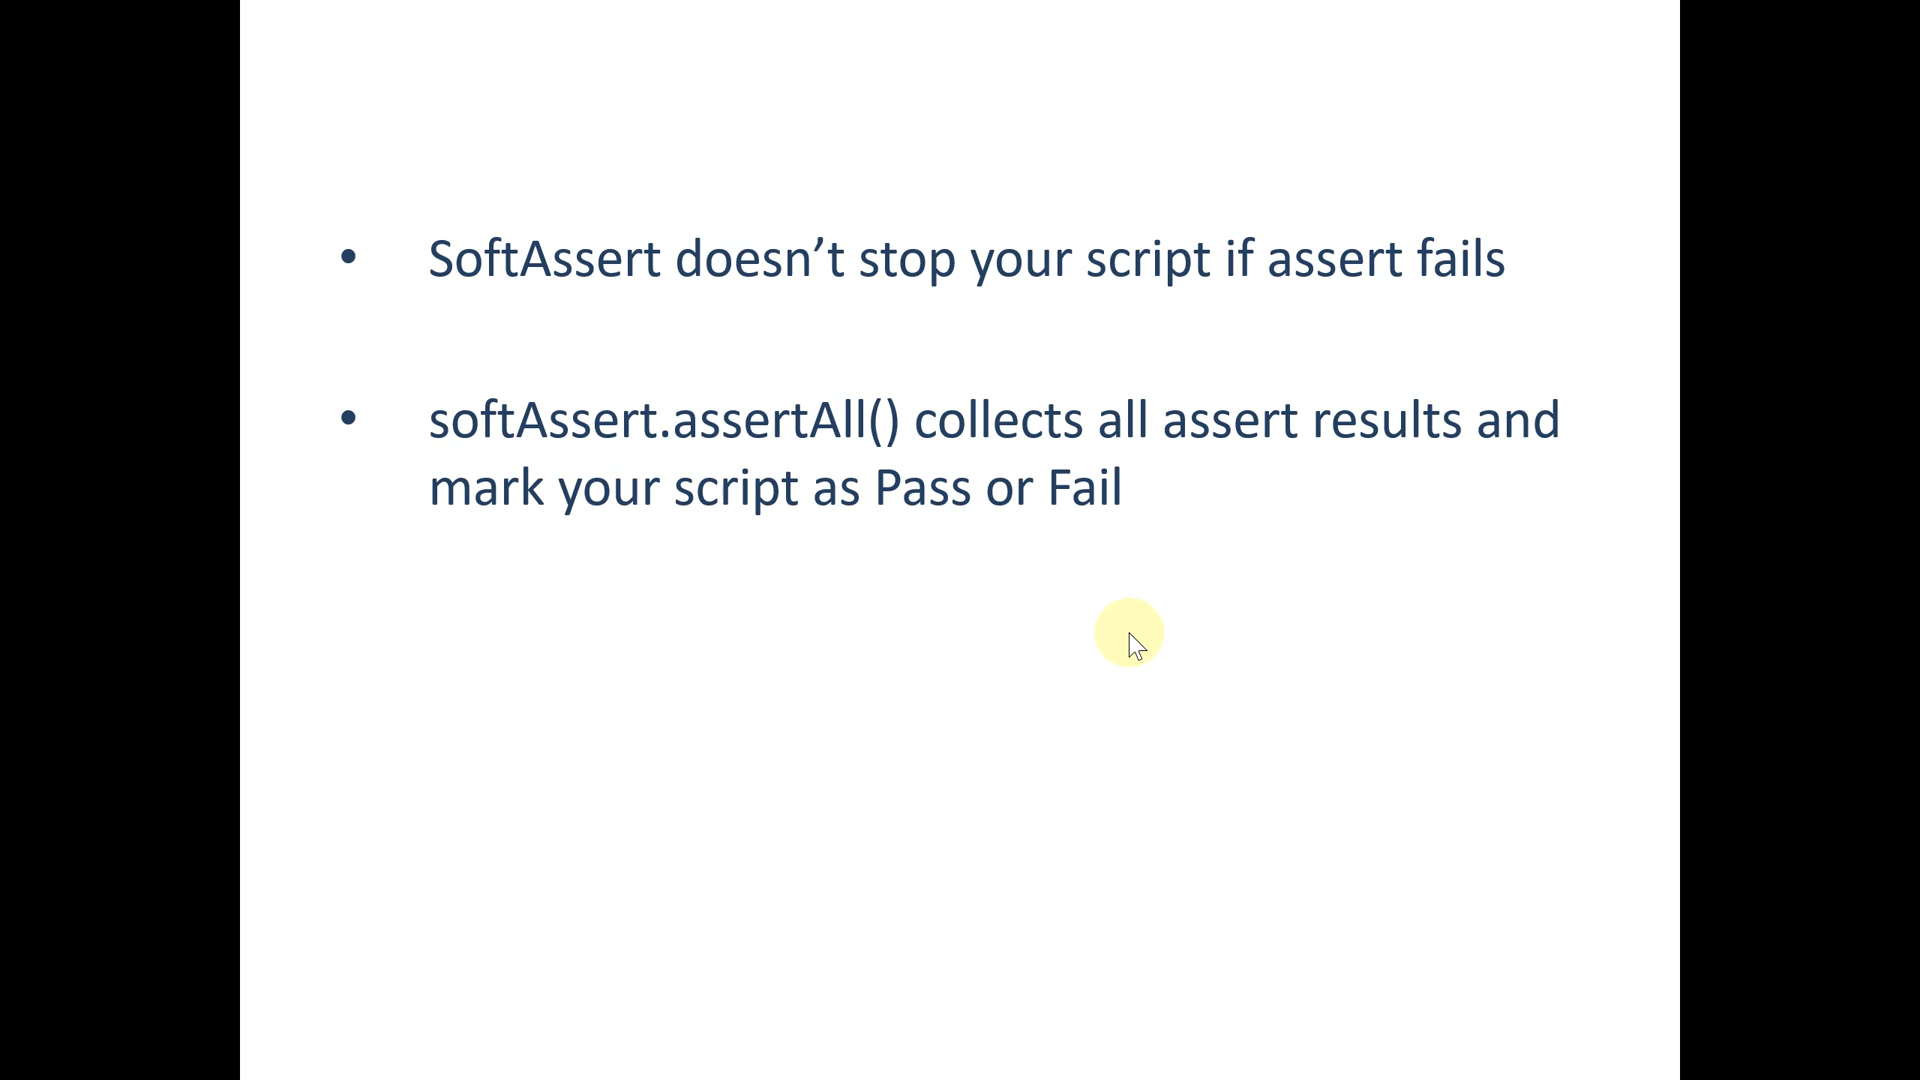 • SoftAssert doesn’t stop your script if assert fails
• softAssert.assertAll() collects all assert results and
mark your script as Pass or Fail